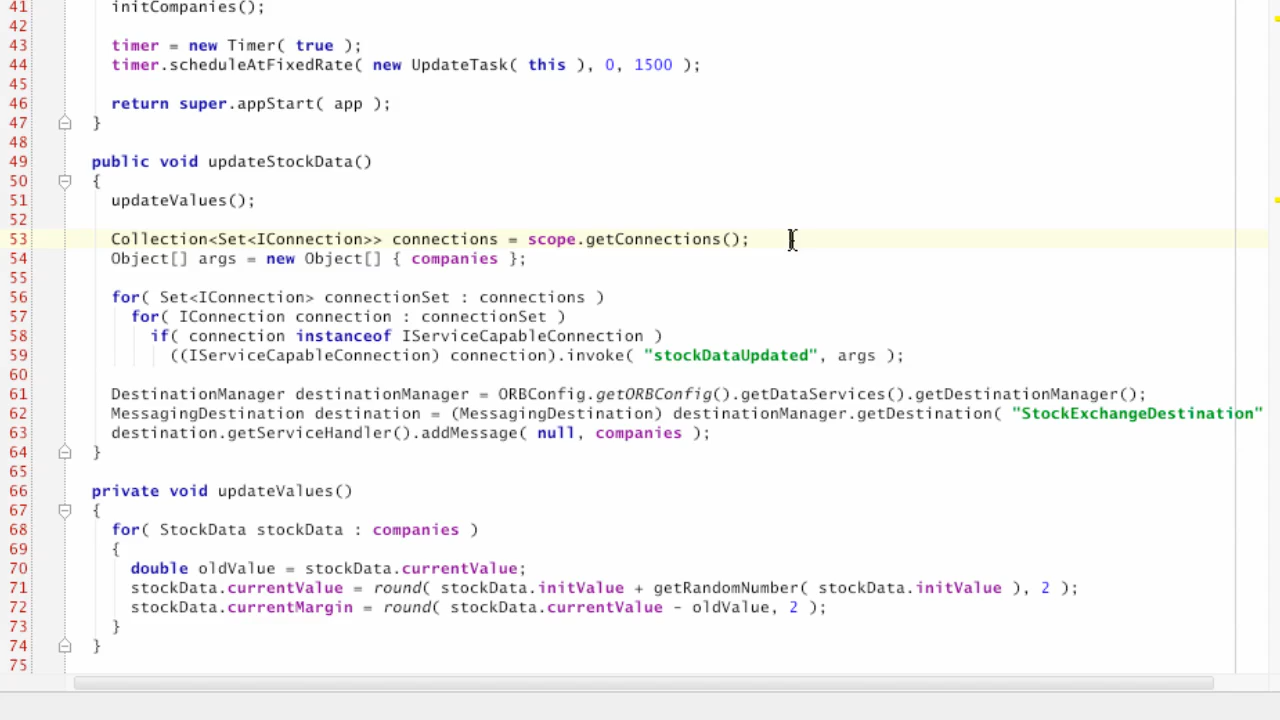 41 initCompanies();
42
43 timer = new Timer( true );
44 timer.scheduleAtFixedRate( new UpdateTask( this ), 0, 1500 );
45
46 return super.appStart( app );
47 }
48
49 public void updateStockData()
50 {
51 updateValues();
52
53 Collection<Set<IConnection>> connections = scope.getConnections();
54 Object[] args = new Object[] { companies };
55
56 for( Set<IConnection> connectionSet : connections )
57 for( IConnection connection : connectionSet )
58 if( connection instanceof IServiceCapableConnection )
59 ((IServiceCapableConnection) connection).invoke( "stockDataUpdated", args );
60
61 DestinationManager destinationManager = ORBConfig.getORBConfig().getDataServices().getDestinationManager();
62 MessagingDestination destination = (MessagingDestination) destinationManager.getDestination( "StockExchangeDestination"
63 destination.getServiceHandler().addMessage( null, companies );
64 }
65
66 private void updateValues()
67 {
68 for( StockData stockData : companies )
69 {
70 double oldValue = stockData.currentValue;
71 stockData.currentValue = round( stockData.initValue + getRandomNumber( stockData.initValue ), 2 );
72 stockData.currentMargin = round( stockData.currentValue - oldValue, 2 );
73 }
74 }
75